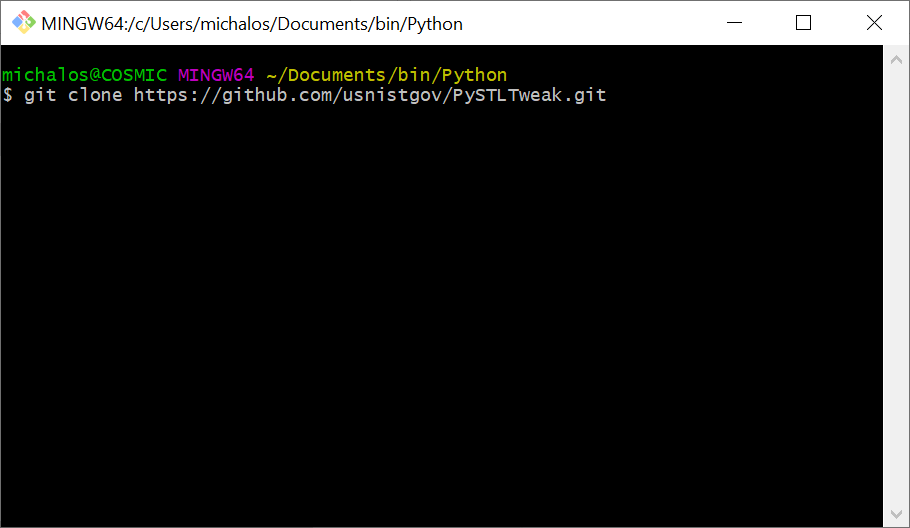 MINGW64:/c/Users/michalos/Documents/bin/Python
michalos@COSMIC MINGW64 ~/Documents/bin/Python
$ git clone https://github.com/usnistgov/PySTLTweak.git